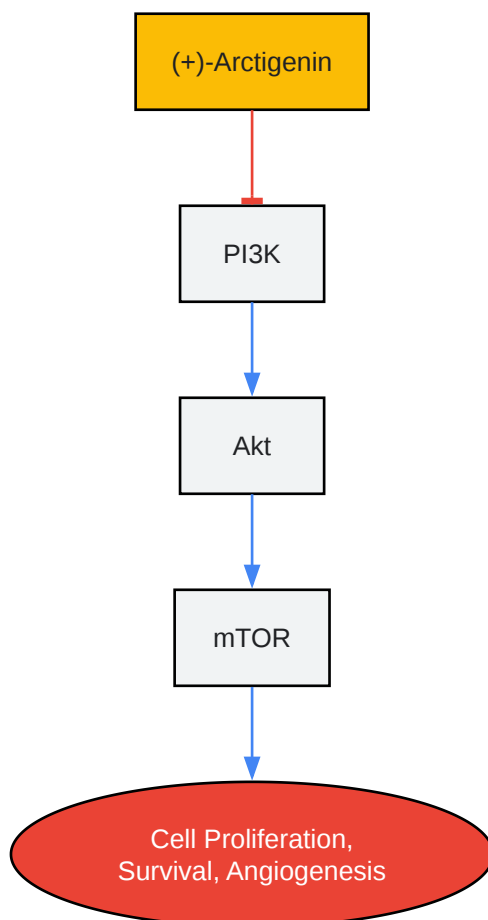 (+)-Arctigenin
PI3K
Akt
mTOR
Cell Proliferation,
Survival, Angiogenesis